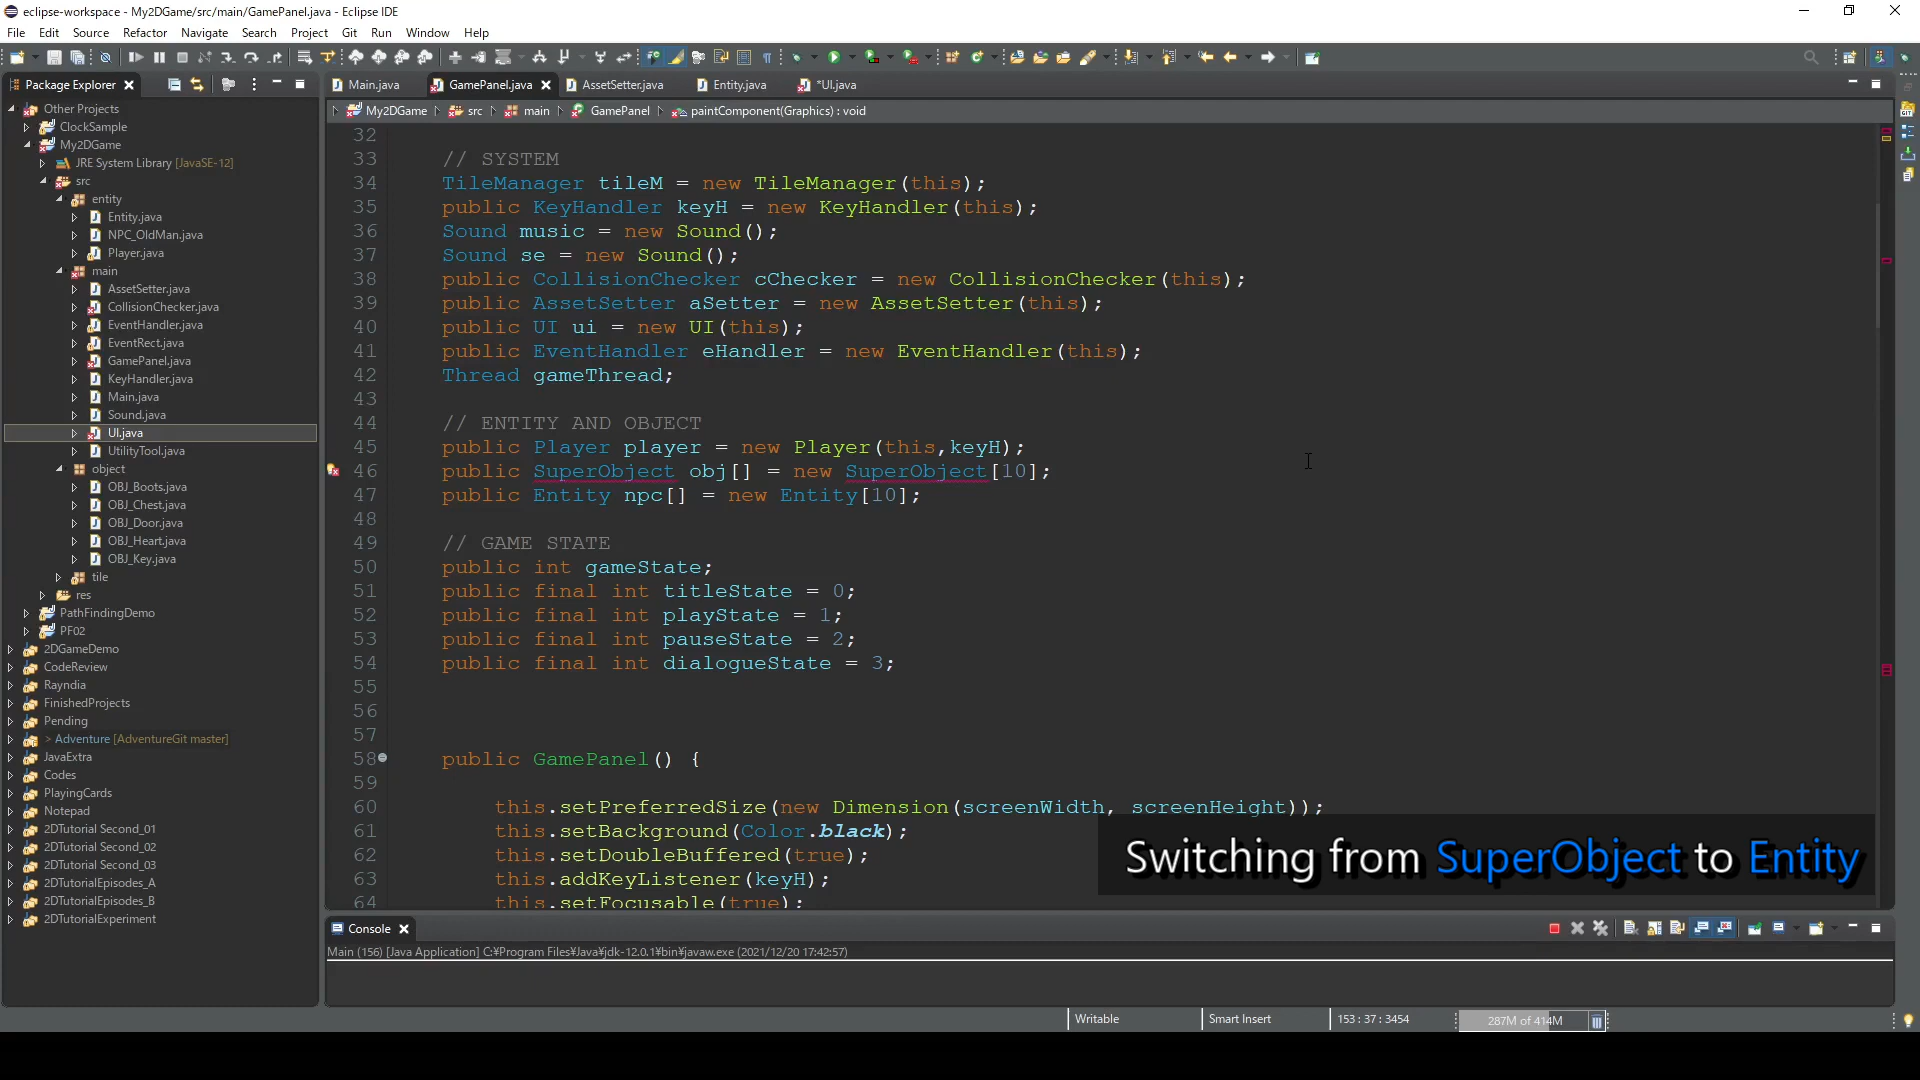 eclipse-workspace - My2DGame/src/main/GamePanel.java - Eclipse IDE
File Edit Source Refactor Navigate Search Project Git Run Window Help
Package Explorer
Main.java GamePanel.java AssetSetter.java Entity.java *UI.java
My2DGame src main GamePanel paintComponent(Graphics) : void
Other Projects
ClockSample
My2DGame
JRE System Library [JavaSE-12]
src
entity
Entity.java
NPC_OldMan.java
Player.java
main
AssetSetter.java
CollisionChecker.java
EventHandler.java
EventRect.java
GamePanel.java
KeyHandler.java
Main.java
Sound.java
UI.java
UtilityTool.java
object
OBJ_Boots.java
OBJ_Chest.java
OBJ_Door.java
OBJ_Heart.java
OBJ_Key.java
tile
res
PathFindingDemo
PF02
2DGameDemo
CodeReview
Rayndia
FinishedProjects
Pending
> Adventure [AdventureGit master]
JavaExtra
Codes
PlayingCards
Notepad
2DTutorial Second_01
2DTutorial Second_02
2DTutorial Second_03
2DTutorialEpisodes_A
2DTutorialEpisodes_B
2DTutorialExperiment
32
33 // SYSTEM
34 TileManager tileM = new TileManager(this);
35 public KeyHandler keyH = new KeyHandler(this);
36 Sound music = new Sound();
37 Sound se = new Sound();
38 public CollisionChecker cChecker = new CollisionChecker(this);
39 public AssetSetter aSetter = new AssetSetter(this);
40 public UI ui = new UI(this);
41 public EventHandler eHandler = new EventHandler(this);
42 Thread gameThread;
43
44 // ENTITY AND OBJECT
45 public Player player = new Player(this,keyH);
46 public SuperObject obj[] = new SuperObject[10];
47 public Entity npc[] = new Entity[10];
48
49 // GAME STATE
50 public int gameState;
51 public final int titleState = 0;
52 public final int playState = 1;
53 public final int pauseState = 2;
54 public final int dialogueState = 3;
55
56
57
58 public GamePanel() {
59
60 this.setPreferredSize(new Dimension(screenWidth, screenHeight));
61 this.setBackground(Color.black);
62 this.setDoubleBuffered(true);
63 this.addKeyListener(keyH);
64 this.setFocusable(true);
Switching from SuperObject to Entity
Console
Main (156) [Java Application] C:¥Program Files¥Java¥jdk-12.0.1¥bin¥javaw.exe (2021/12/20 17:42:57)
Writable Smart Insert 153 : 37 : 3454 287M of 414M